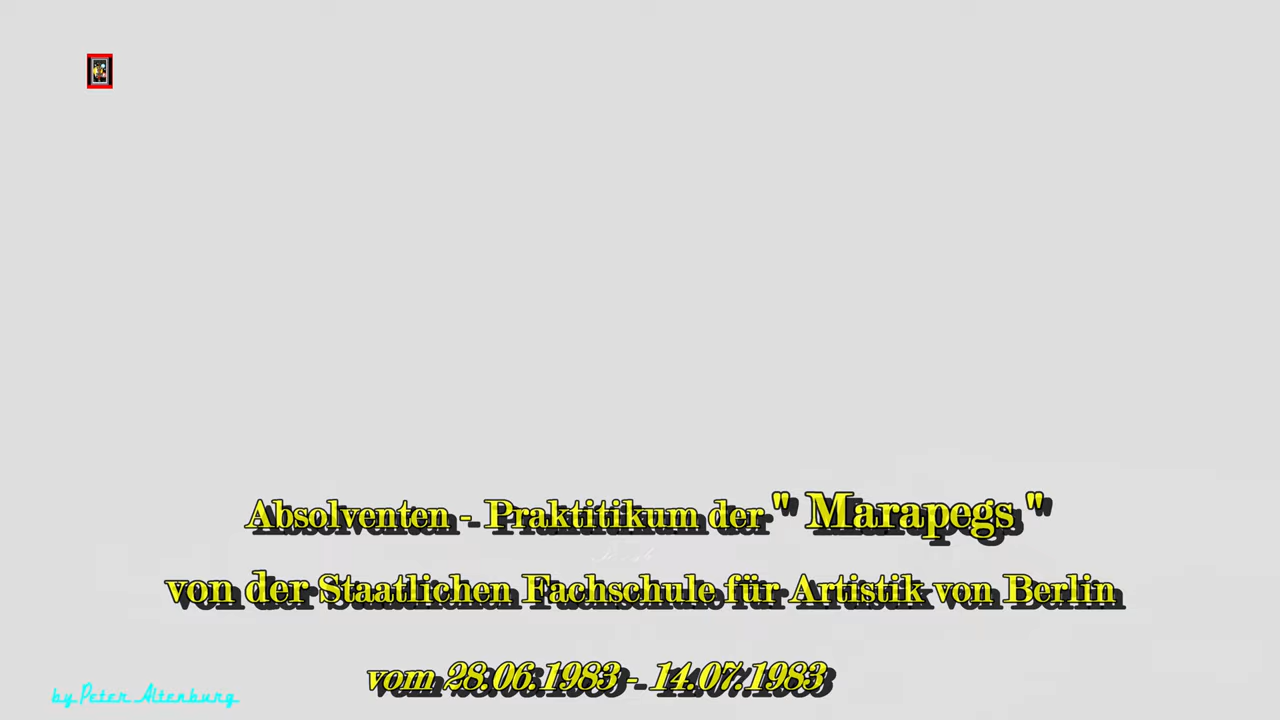 Absolventen - Praktitikum der " Marapegs "
von der Staatlichen Fachschule für Artistik von Berlin
vom 28.06.1983 - 14.07.1983
by Peter Altenburg